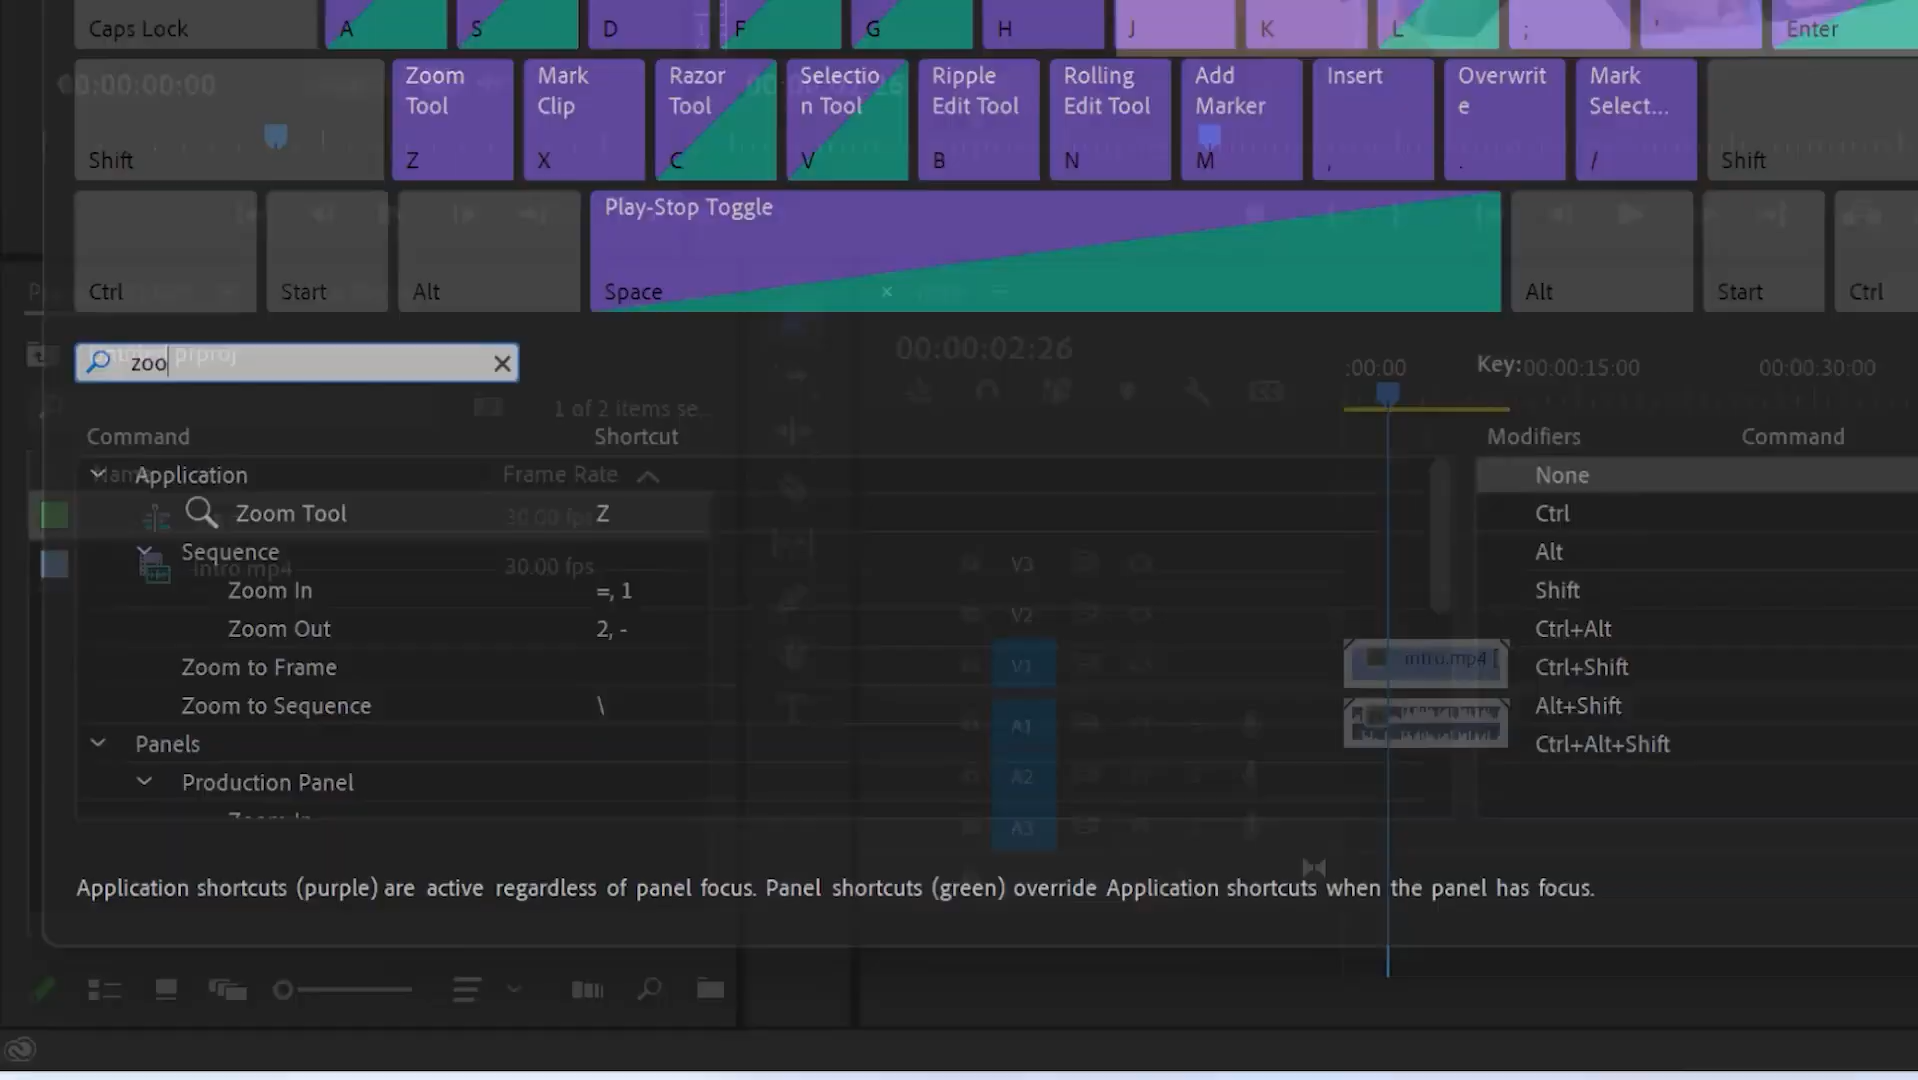 Caps Lock A S D F G H J K L ; ' Enter
00:00:00:00
Zoom Tool Z
Mark Clip X
Razor Tool C
Selectio n Tool V
Ripple Edit Tool B
Rolling Edit Tool N
Add Marker M
Insert ,
Overwrit e .
Mark Select... /
Shift
Shift
Play-Stop Toggle
Ctrl Start Alt Space Alt Start Ctrl
zoo
00:00:02:26
:00:00
Key:
00:00:15:00
00:00:30:00
1 of 2 items se...
Command Shortcut
Modifiers Command
Application
Frame Rate
None
Zoom Tool Z
30.00 fps
Ctrl
Sequence
Alt
intro.mp4
30.00 fps
V3
Zoom In =, 1
Shift
V2
Zoom Out 2, -
Ctrl+Alt
Zoom to Frame
V1
intro.mp4 [
Ctrl+Shift
Zoom to Sequence \
Alt+Shift
A1
Panels
Ctrl+Alt+Shift
Production Panel
A2
Zoom In
A3
Application shortcuts (purple) are active regardless of panel focus. Panel shortcuts (green) override Application shortcuts when the panel has focus.